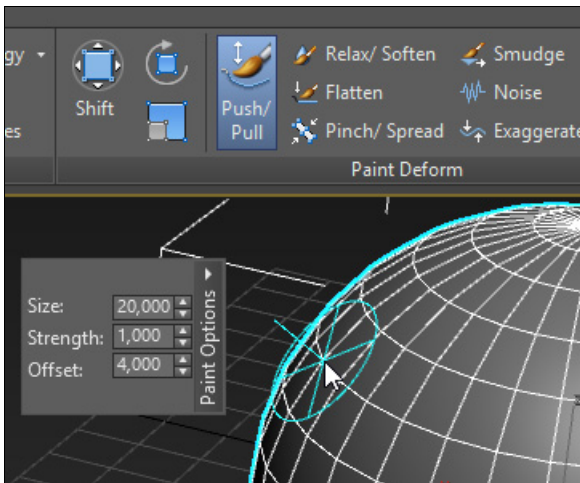 gy
es
Shift
Push/
Pull
Relax/ Soften
Flatten
Pinch/ Spread
Smudge
Noise
Exaggerate
Paint Deform
Size: 20,000
Strength: 1,000
Offset: 4,000
Paint Options